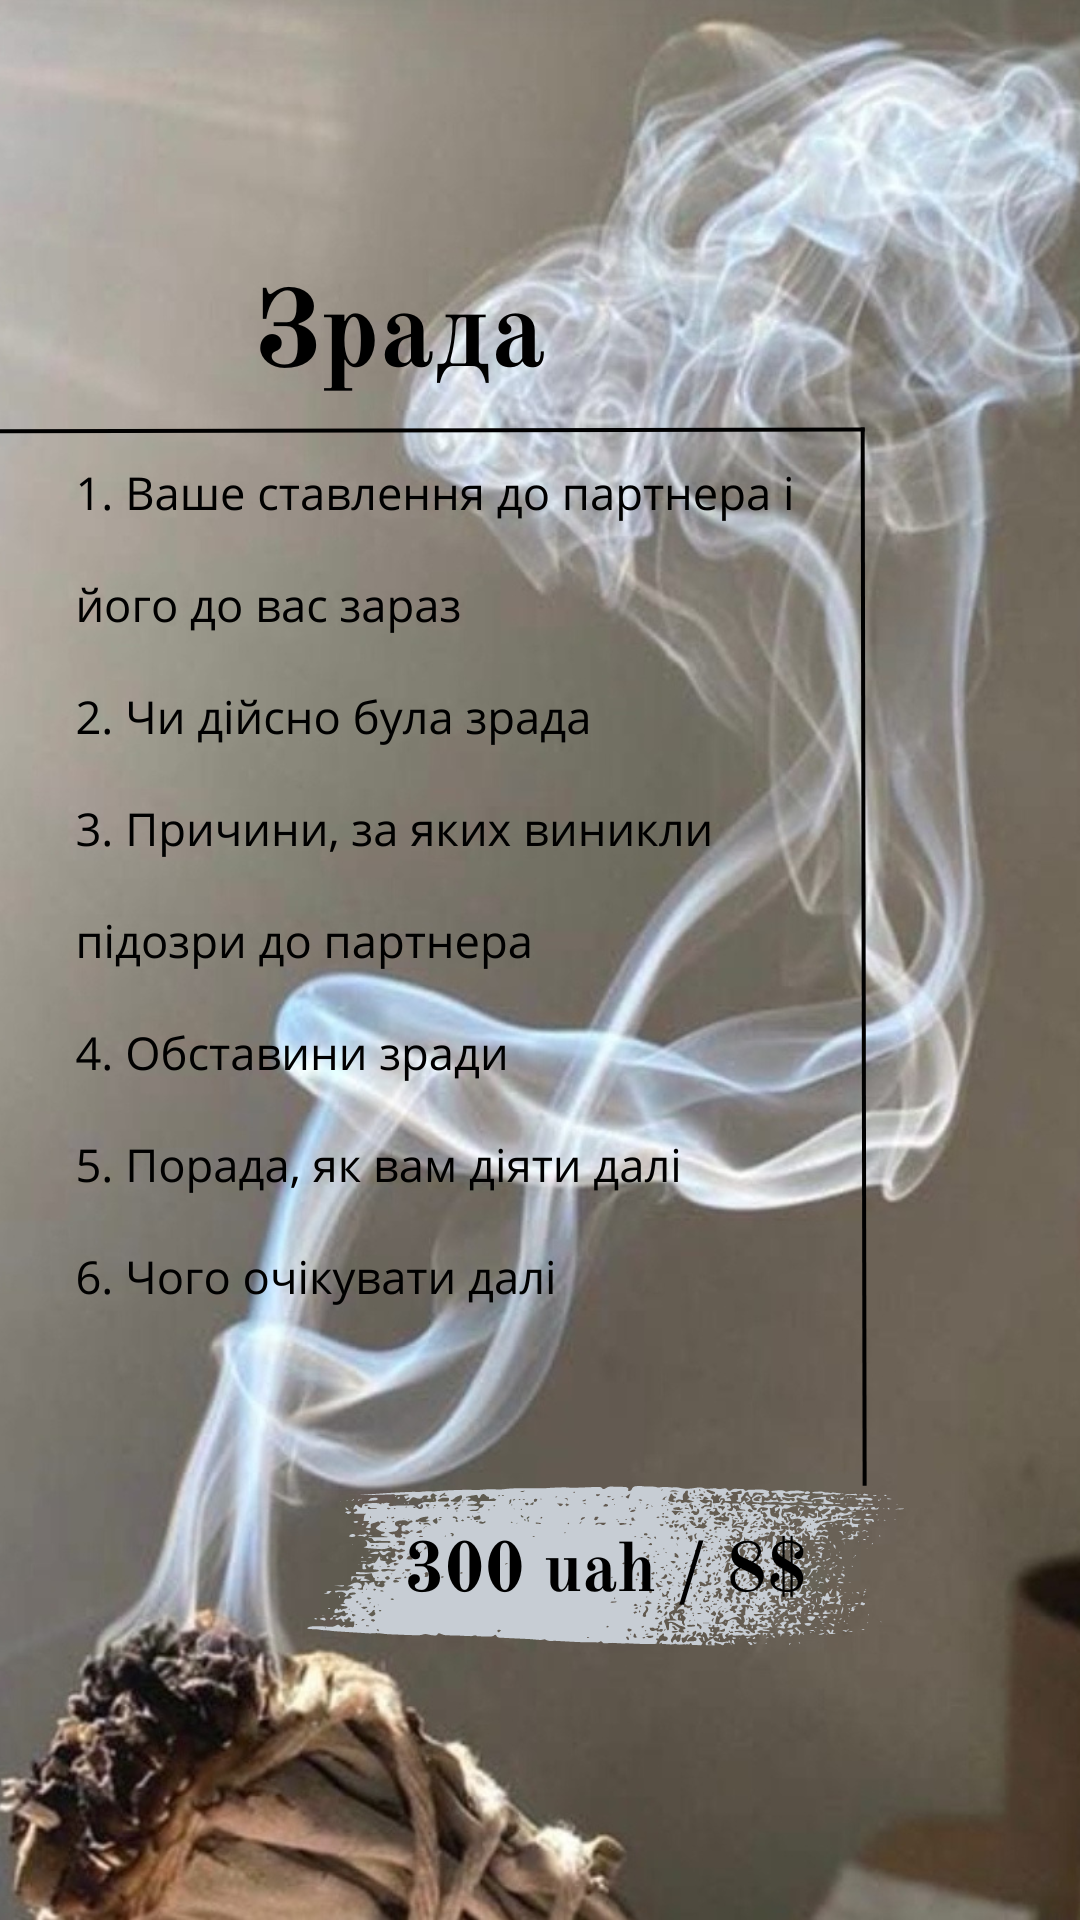 Зрада
1. Ваше ставлення до партнера і
його до вас зараз
2. Чи дійсно була зрада
3. Причини, за яких виникли
підозри до партнера
4. Обставини зради
5. Порада, як вам діяти далі
6. Чого очікувати далі
300 uah / 8$